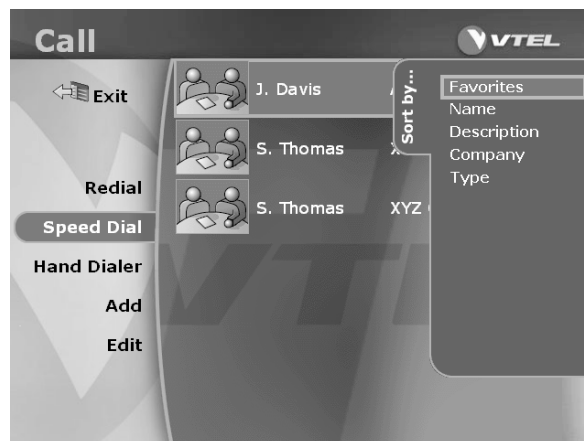 Call
VTEL
Exit
Redial
Speed Dial
Hand Dialer
Add
Edit
J. Davis
S. Thomas
S. Thomas XYZ
Sort by...
Favorites
Name
Description
Company
Type